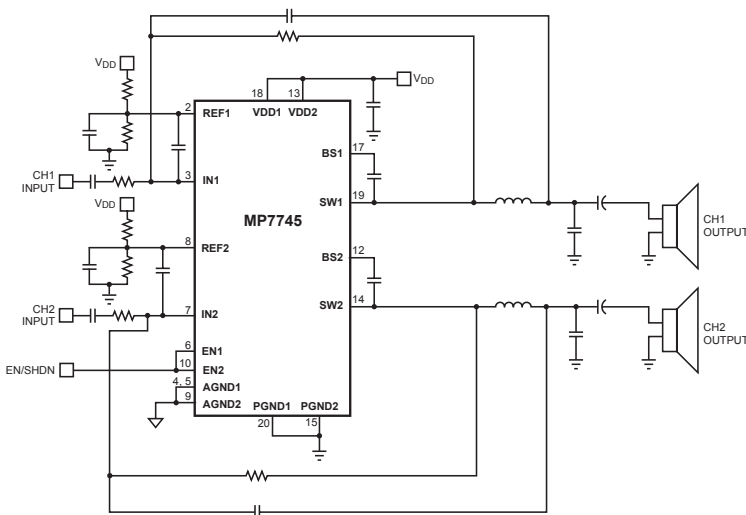 VDD
18
13
VDD
VDD1
VDD2
2
REF1
17
BS1
CH1
INPUT
3
IN1
19
SW1
VDD
MP7745
CH1
OUTPUT
8
REF2
12
BS2
CH2
INPUT
7
IN2
14
SW2
CH2
OUTPUT
6
EN1
EN/SHDN
10
EN2
4, 5
AGND1
9
AGND2
PGND1
PGND2
20
15